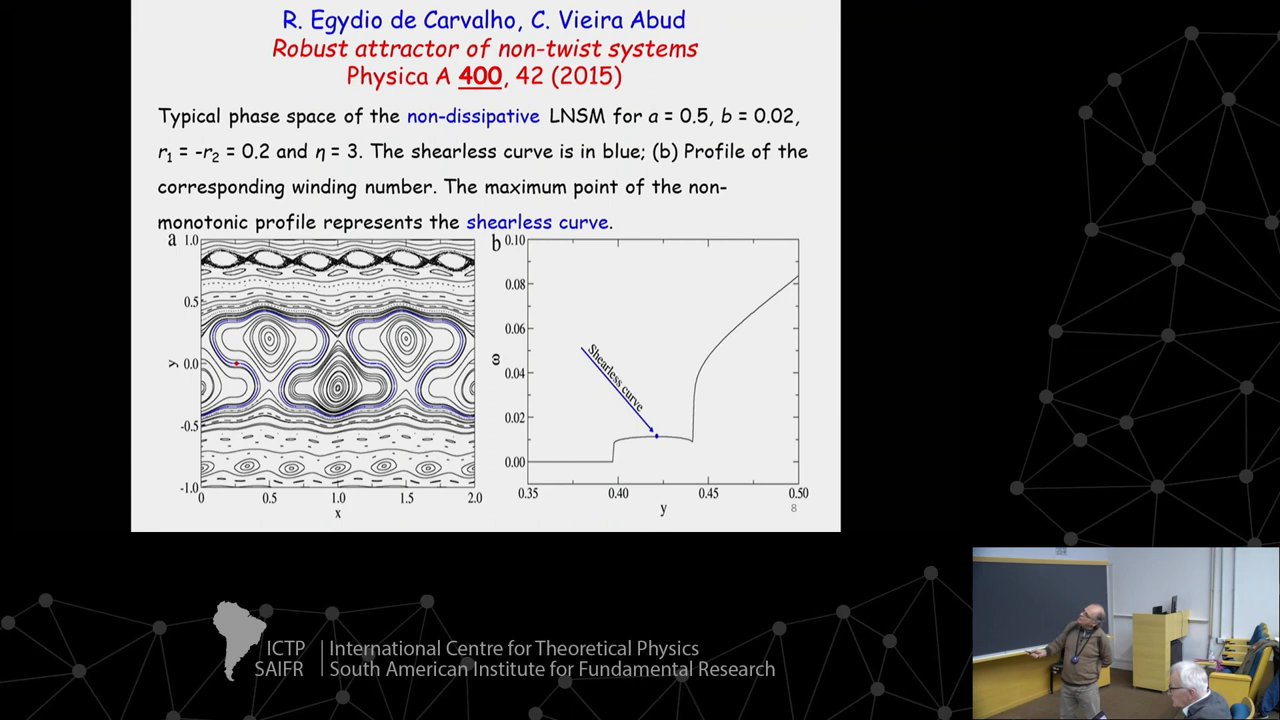 R. Egydio de Carvalho, C. Vieira Abud
Robust attractor of non-twist systems
Physica A 400, 42 (2015)
Typical phase space of the non-dissipative LNSM for a = 0.5, b = 0.02,
r₁ = -r₂ = 0.2 and η = 3. The shearless curve is in blue; (b) Profile of the
corresponding winding number. The maximum point of the non-
monotonic profile represents the shearless curve.
a
1.0
0.5
0.0
-0.5
-1.0
y
0 0.5 1.0 1.5 2.0
x
b
0.10
0.08
0.06
0.04
0.02
0.00
ω
Shearless curve
0.35 0.40 0.45 0.50
y
8
ICTP International Centre for Theoretical Physics
SAIFR South American Institute for Fundamental Research